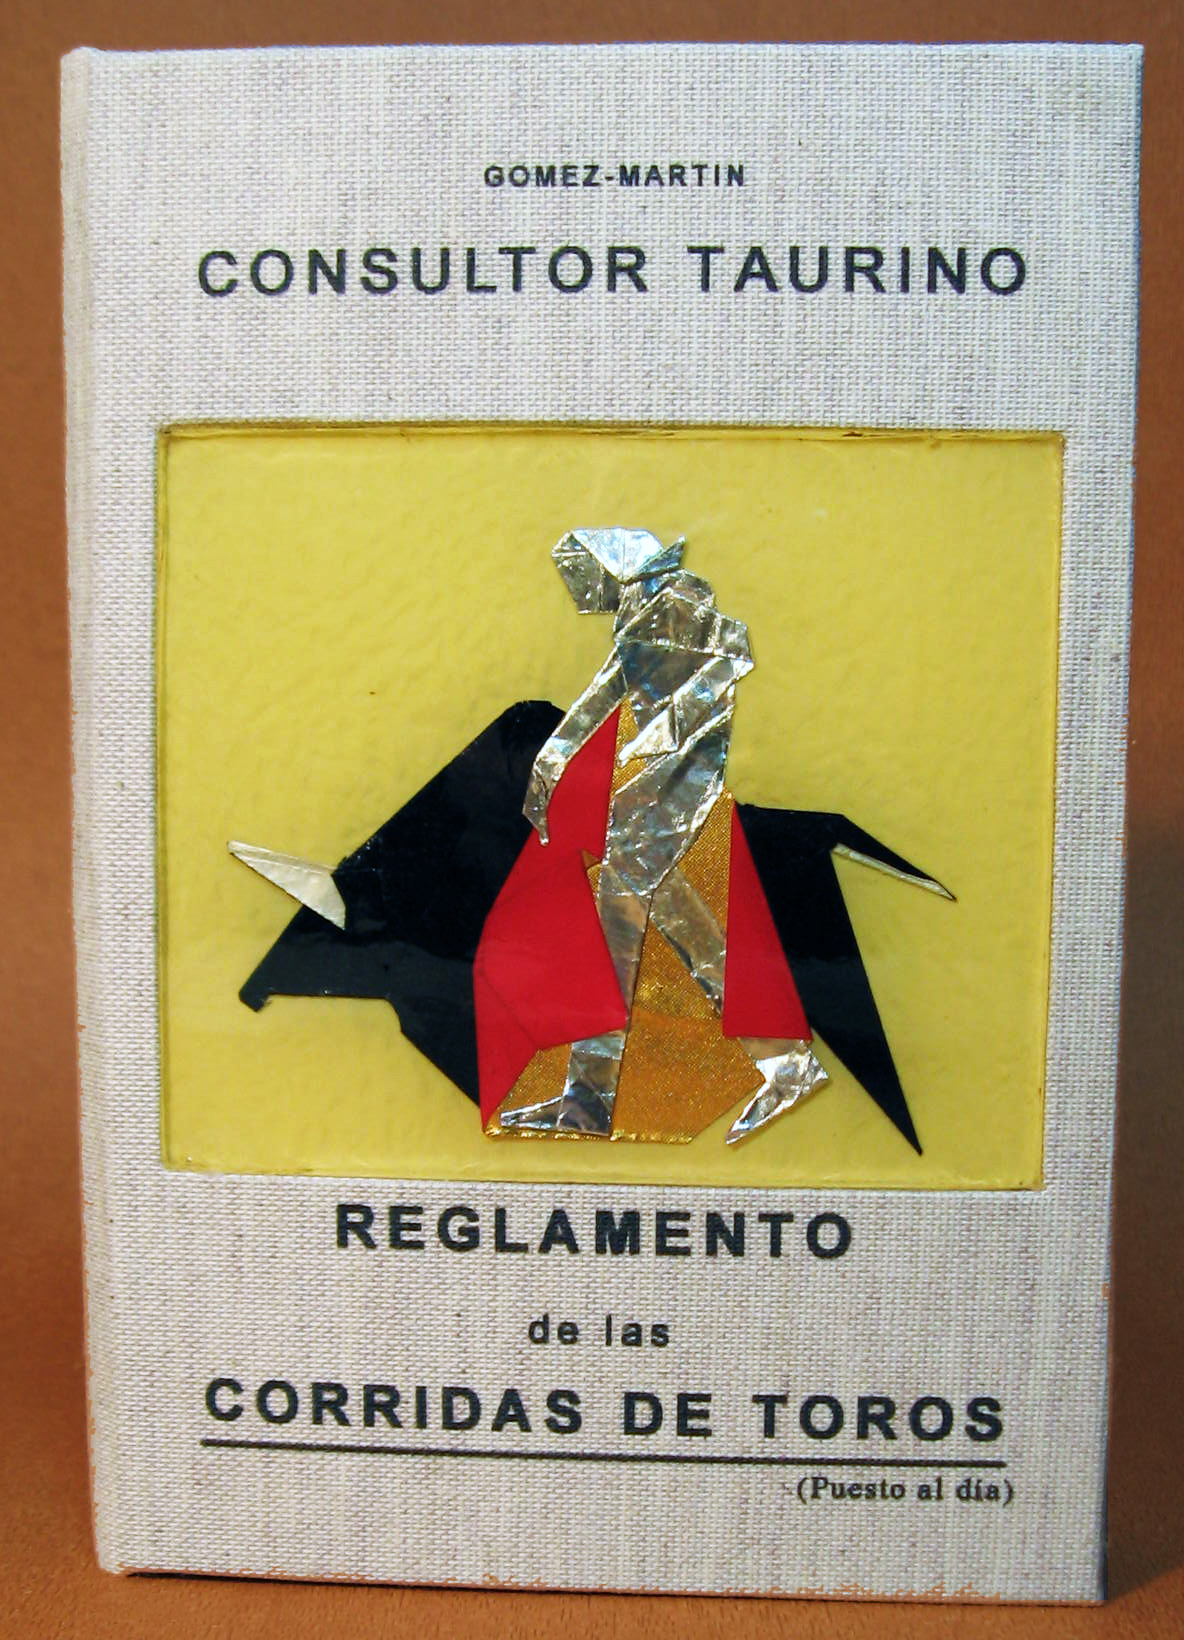 GOMEZ-MARTIN
CONSULTOR TAURINO
REGLAMENTO
de las
CORRIDAS DE TOROS
(Puesto al día)